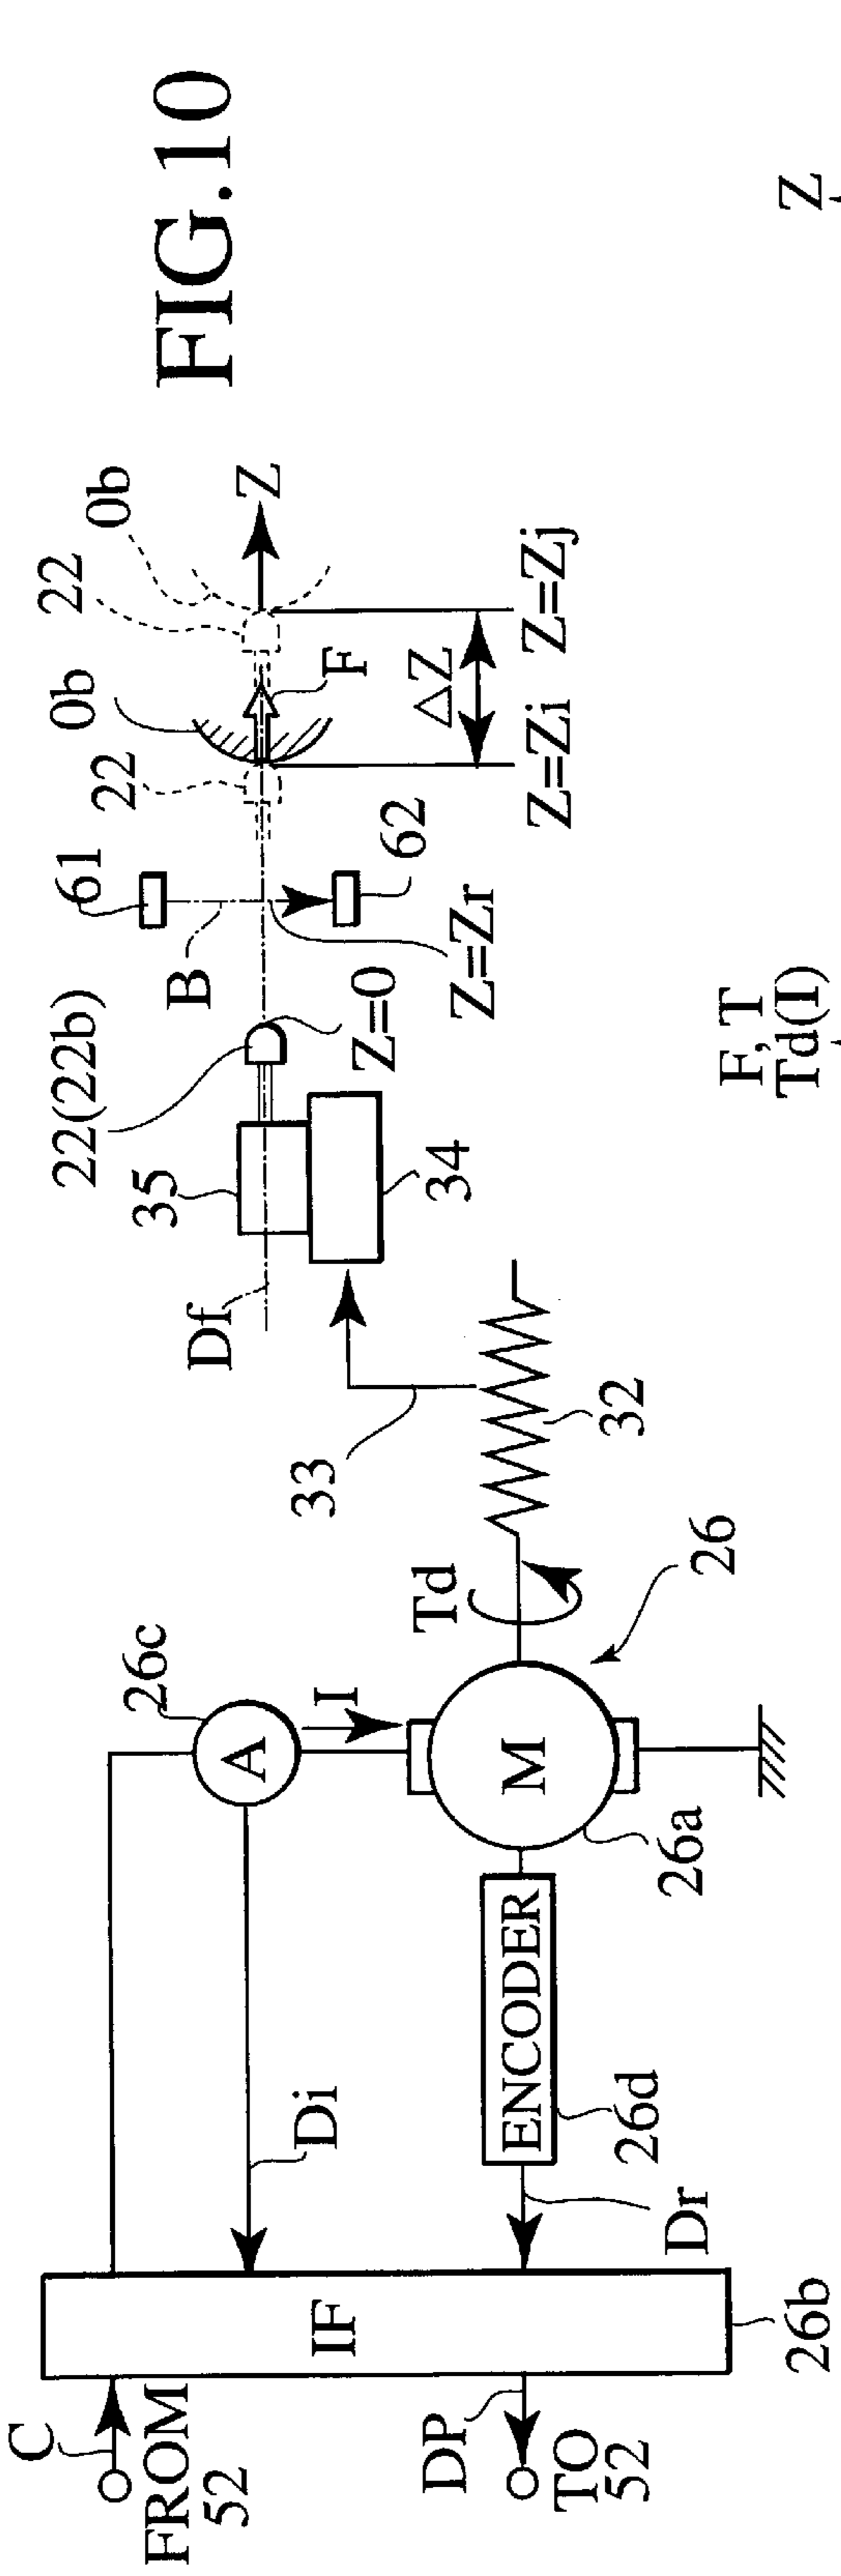 FIG.10
C
FROM
52
DP
TO
52
IF
26b
Di
Dr
ENCODER
26d
A
26c
I
M
26a
26
Td
32
33
Df
35
34
22(22b)
Z=0
B
61
62
Z=Zr
22
0b
F
22
0b
Z
△Z
Z=Zi
Z=Zj
F, T
Td(I)
Z